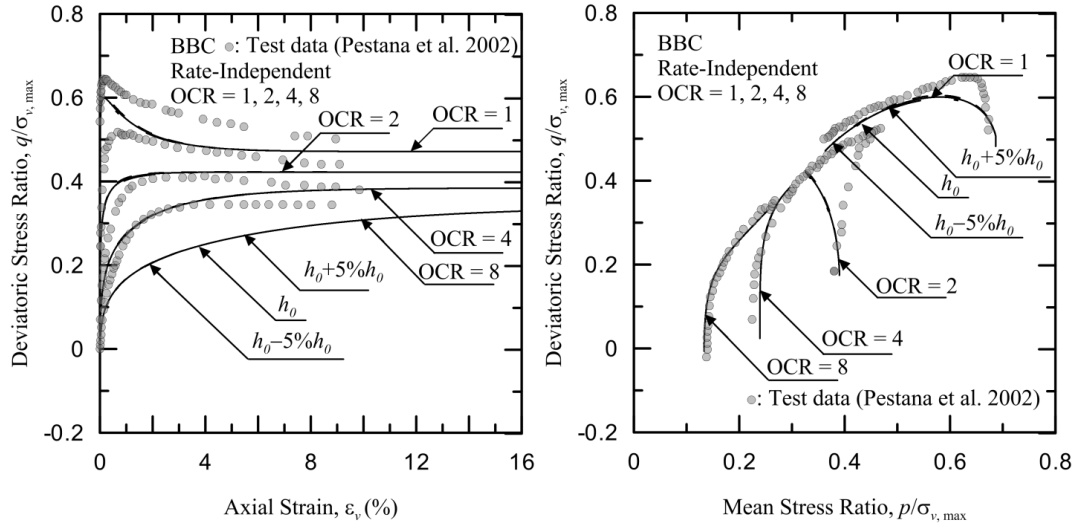 BBC : Test data (Pestana et al. 2002)
Rate-Independent
OCR = 1, 2, 4, 8
OCR = 2
OCR = 1
OCR = 4
OCR = 8
h0+5%h0
h0
h0−5%h0
0.8
0.6
0.4
0.2
0
-0.2
0 4 8 12 16
Deviatoric Stress Ratio, q/σv, max
Axial Strain, εv (%)
BBC
Rate-Independent
OCR = 1, 2, 4, 8
OCR = 1
h0+5%h0
h0
h0−5%h0
OCR = 2
OCR = 4
OCR = 8
: Test data (Pestana et al. 2002)
0.8
0.6
0.4
0.2
0
-0.2
0 0.2 0.4 0.6 0.8
Deviatoric Stress Ratio, q/σv, max
Mean Stress Ratio, p/σv, max